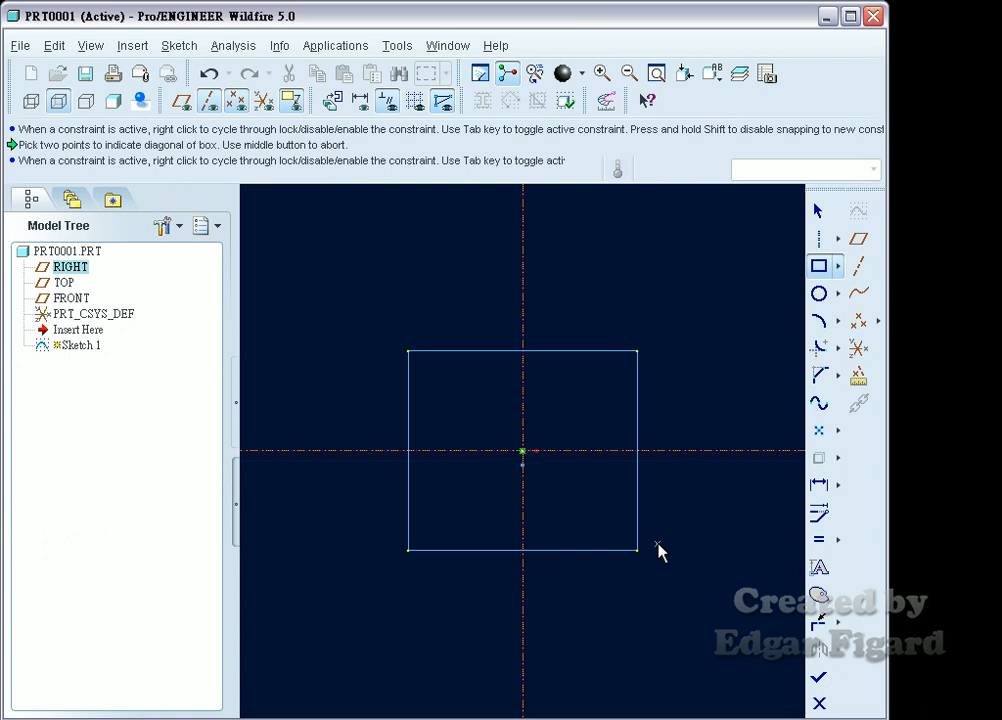 PRT0001 (Active) - Pro/ENGINEER Wildfire 5.0
File Edit View Insert Sketch Analysis Info Applications Tools Window Help
When a constraint is active, right click to cycle through lock/disable/enable the constraint. Use Tab key to toggle active constraint. Press and hold Shift to disable snapping to new const
Pick two points to indicate diagonal of box. Use middle button to abort.
When a constraint is active, right click to cycle through lock/disable/enable the constraint. Use Tab key to toggle acti
Model Tree
PRT0001.PRT
RIGHT
TOP
FRONT
PRT_CSYS_DEF
Insert Here
Sketch 1
Created by
Edgar Figard